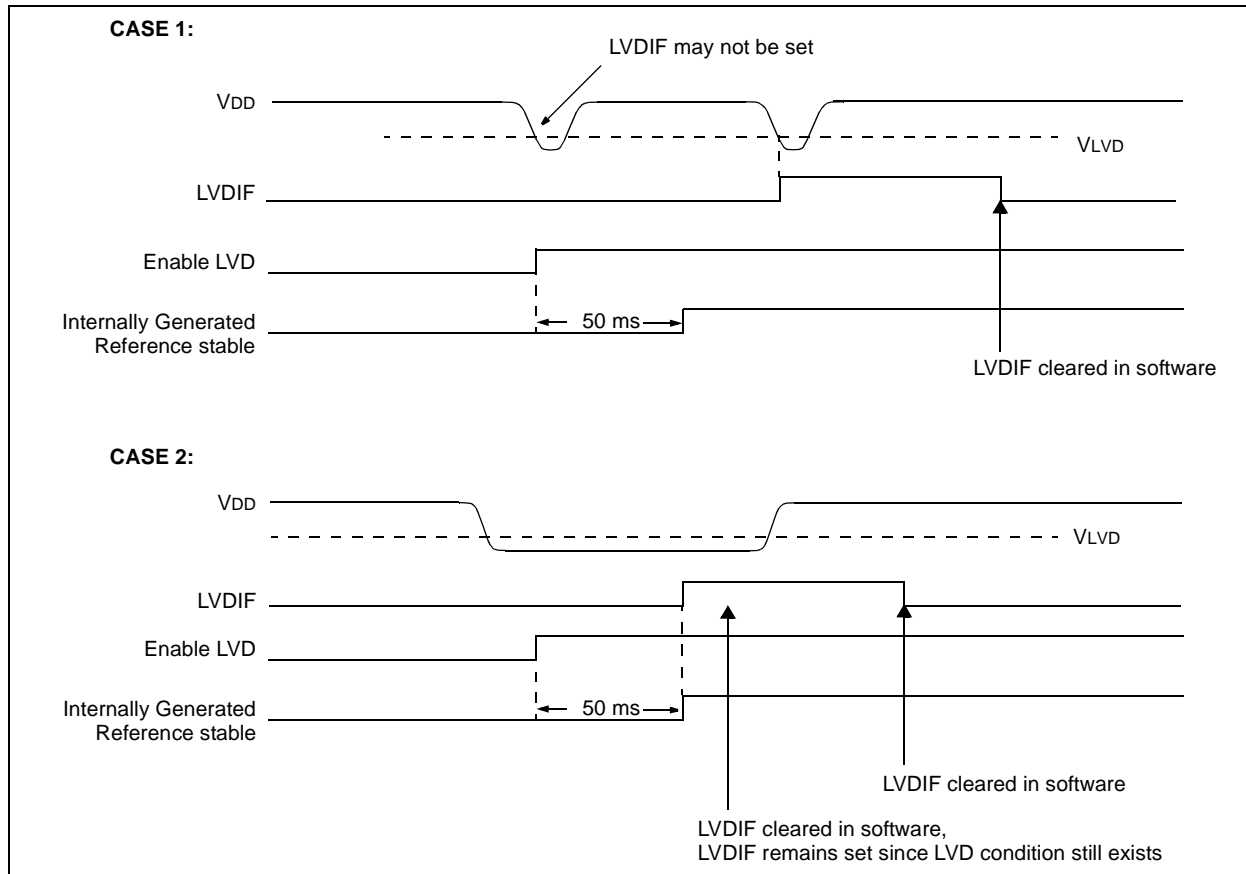 CASE 1:
LVDIF may not be set
VDD
VLVD
LVDIF
Enable LVD
50 ms
Internally Generated
Reference stable
LVDIF cleared in software
CASE 2:
VDD
VLVD
LVDIF
Enable LVD
50 ms
Internally Generated
Reference stable
LVDIF cleared in software
LVDIF cleared in software,
LVDIF remains set since LVD condition still exists